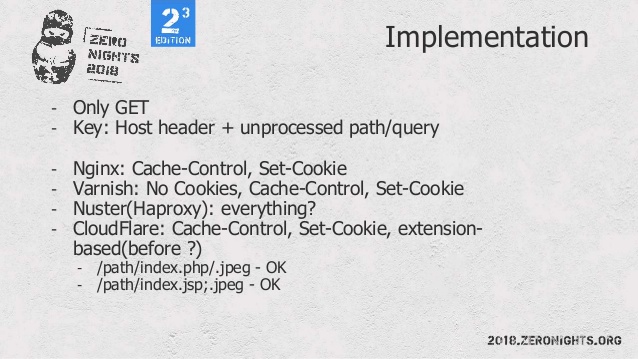 ZERO
NIGHTS
2018
2³
EDITION
Implementation
- Only GET
- Key: Host header + unprocessed path/query
- Nginx: Cache-Control, Set-Cookie
- Varnish: No Cookies, Cache-Control, Set-Cookie
- Nuster(Haproxy): everything?
- CloudFlare: Cache-Control, Set-Cookie, extension-
based(before ?)
- /path/index.php/.jpeg - OK
- /path/index.jsp;.jpeg - OK
2018.ZERONIGHTS.ORG